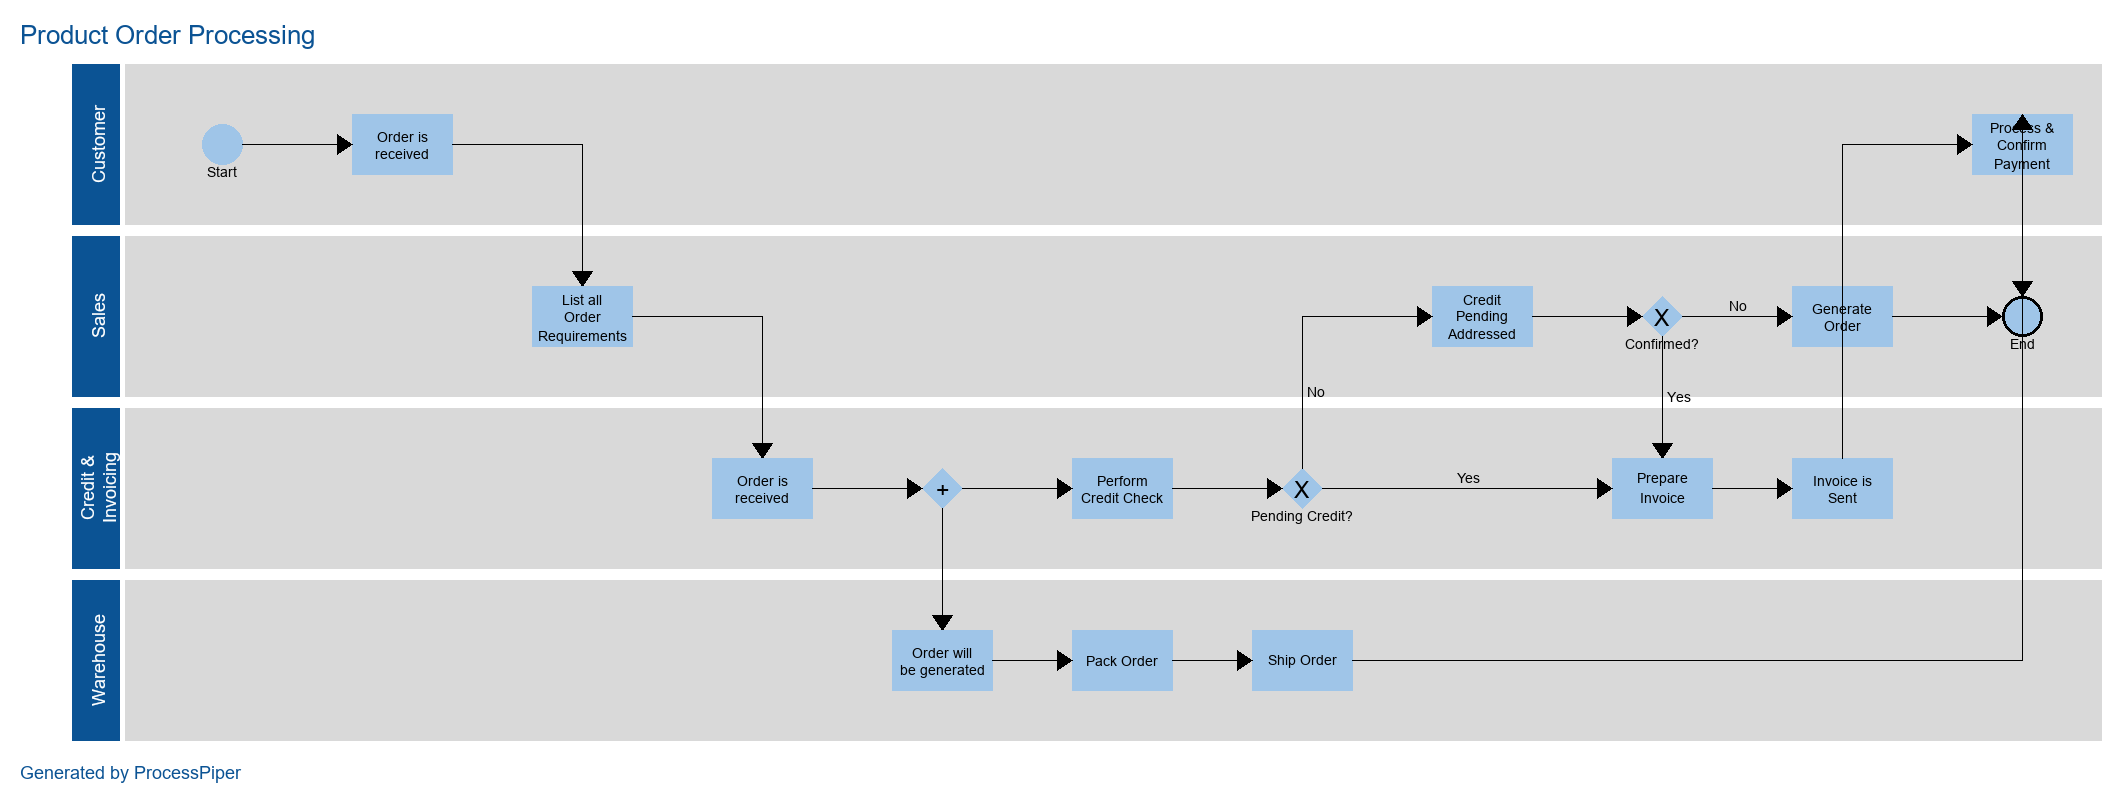 Product Order Processing
Customer
Start
Order is
received
Process &
Confirm
Payment
Sales
List all
Order
Requirements
Credit
Pending
Addressed
X
Confirmed?
No
Yes
Generate
Order
End
No
Credit &
Invoicing
Order is
received
+
Perform
Credit Check
X
Pending Credit?
Yes
Prepare
Invoice
Invoice is
Sent
Warehouse
Order will
be generated
Pack Order
Ship Order
Generated by ProcessPiper